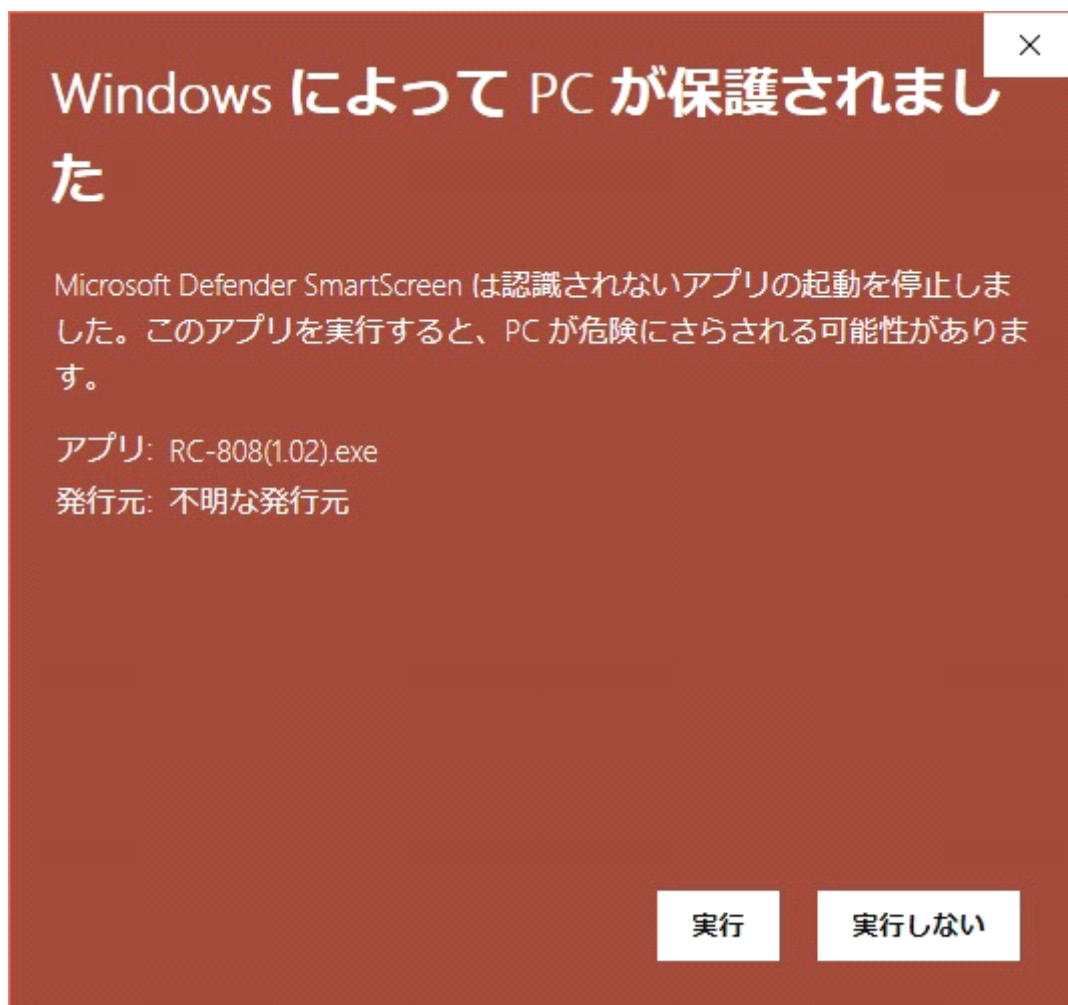 Windows によって PC が保護されまし
た
Microsoft Defender SmartScreen は認識されないアプリの起動を停止しま
した。このアプリを実行すると、PC が危険にさらされる可能性がありま
す。
アプリ: RC-808(1.02).exe
発行元: 不明な発行元
実行 実行しない